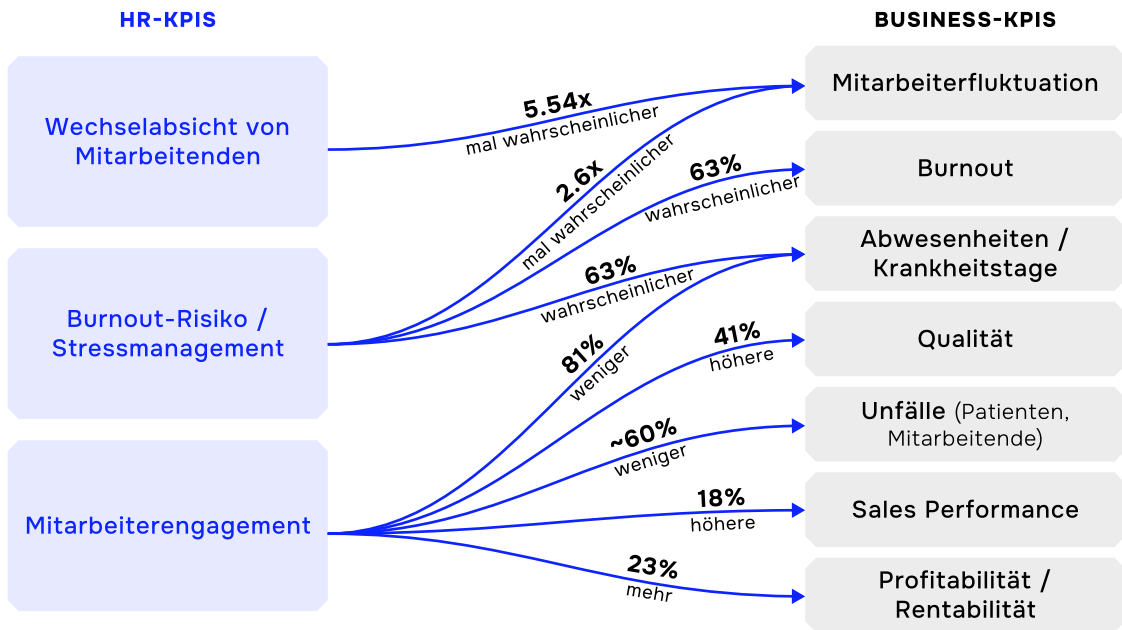 HR-KPIS
BUSINESS-KPIS
Wechselabsicht von
Mitarbeitenden
Burnout-Risiko /
Stressmanagement
Mitarbeiterengagement
5.54x
mal wahrscheinlicher
2.6x
mal wahrscheinlicher
63%
wahrscheinlicher
63%
wahrscheinlicher
81%
weniger
41%
höhere
~60%
weniger
18%
höhere
23%
mehr
Mitarbeiterfluktuation
Burnout
Abwesenheiten /
Krankheitstage
Qualität
Unfälle (Patienten,
Mitarbeitende)
Sales Performance
Profitabilität /
Rentabilität